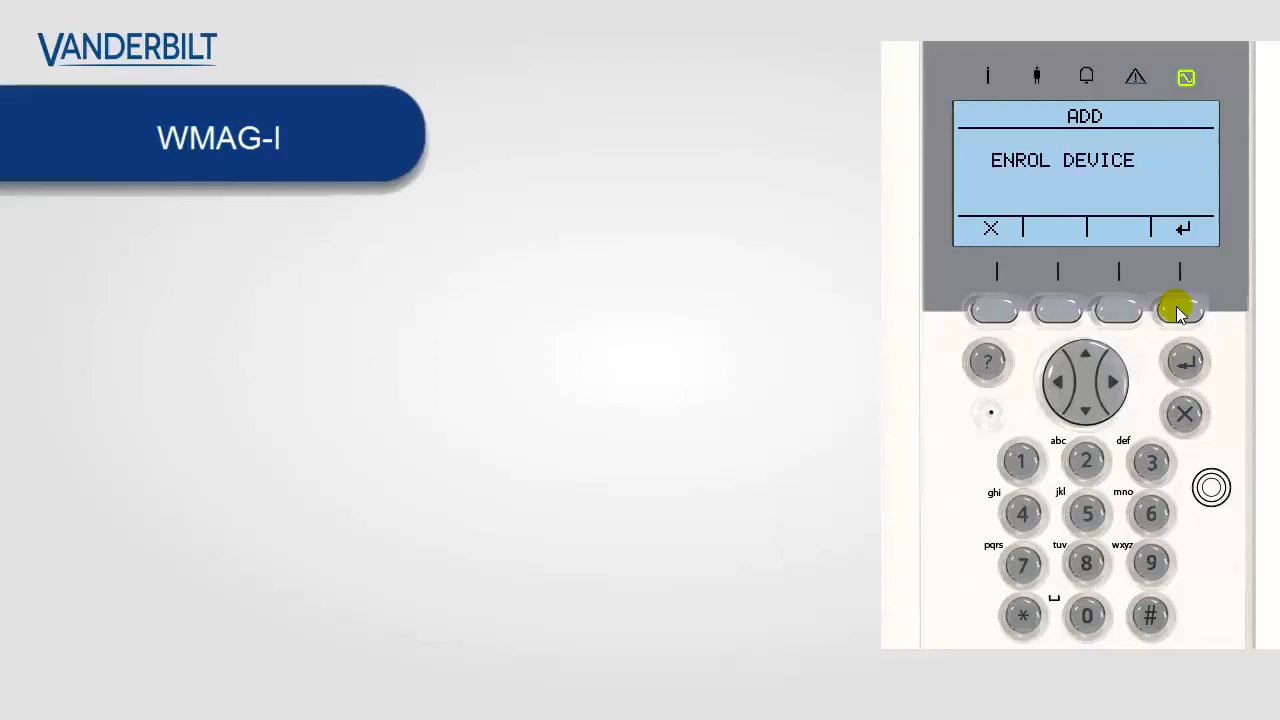 VANDERBILT
WMAG-I
ADD
ENROL DEVICE
?
abc def
1 2 3
ghi jkl mno
4 5 6
pqrs tuv wxyz
7 8 9
* 0 #